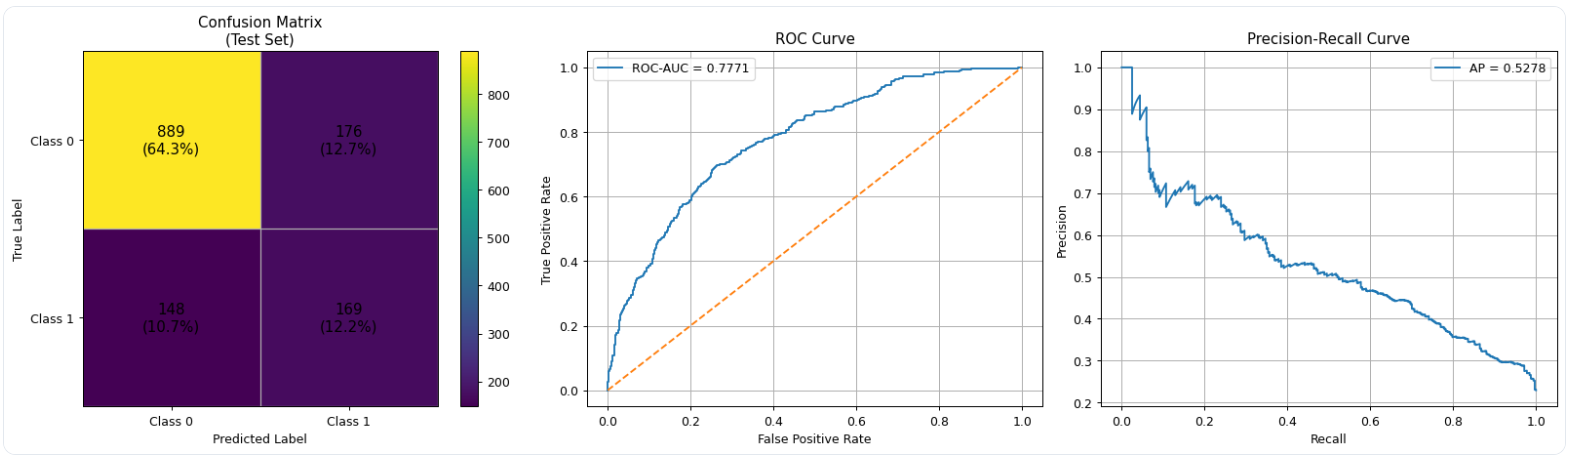 Confusion Matrix
(Test Set)
889
(64.3%)
176
(12.7%)
148
(10.7%)
169
(12.2%)
Class 0
Class 1
True Label
Class 0
Class 1
Predicted Label
800
700
600
500
400
300
200
ROC Curve
ROC-AUC = 0.7771
1.0
0.8
0.6
0.4
0.2
0.0
True Positive Rate
0.0
0.2
0.4
0.6
0.8
1.0
False Positive Rate
Precision-Recall Curve
AP = 0.5278
1.0
0.9
0.8
0.7
0.6
0.5
0.4
0.3
0.2
Precision
0.0
0.2
0.4
0.6
0.8
1.0
Recall